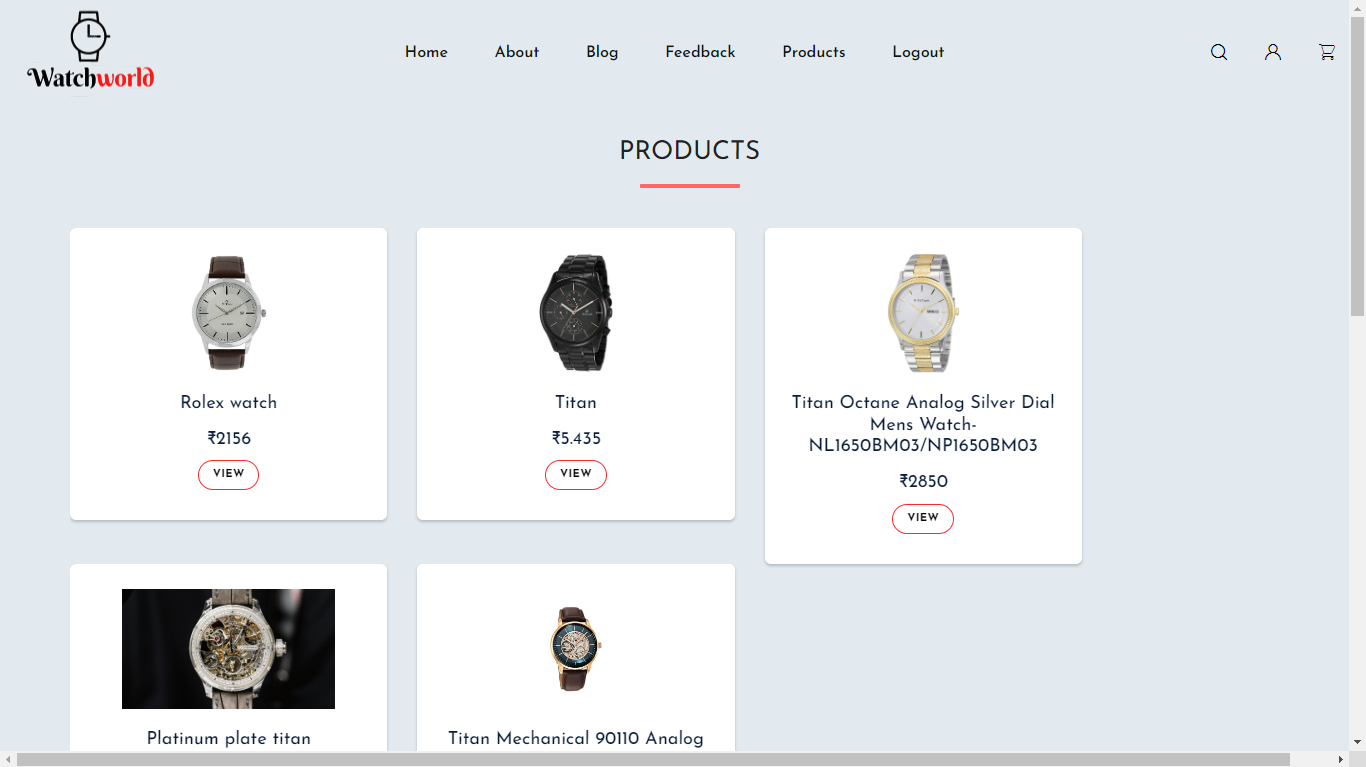 Watchworld
Home About Blog Feedback Products Logout
PRODUCTS
Rolex watch
₹2156
VIEW
Titan
₹5.435
VIEW
Titan Octane Analog Silver Dial
Mens Watch-
NL1650BM03/NP1650BM03
₹2850
VIEW
Platinum plate titan
Titan Mechanical 90110 Analog